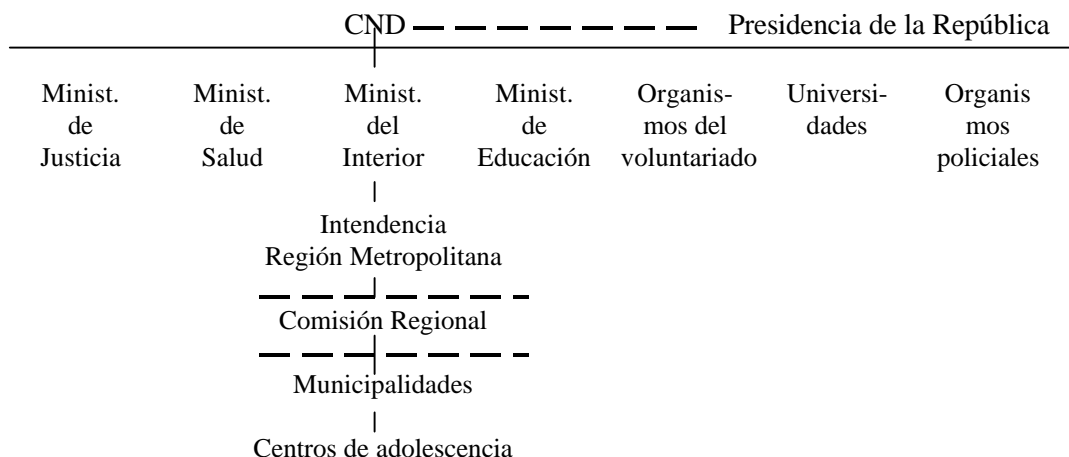 CND Presidencia de la República
Minist. Minist. Minist. Minist. Organis- Universi- Organis
de de del de mos del dades mos
Justicia Salud Interior Educación voluntariado policiales
Intendencia
Región Metropolitana
Comisión Regional
Municipalidades
Centros de adolescencia